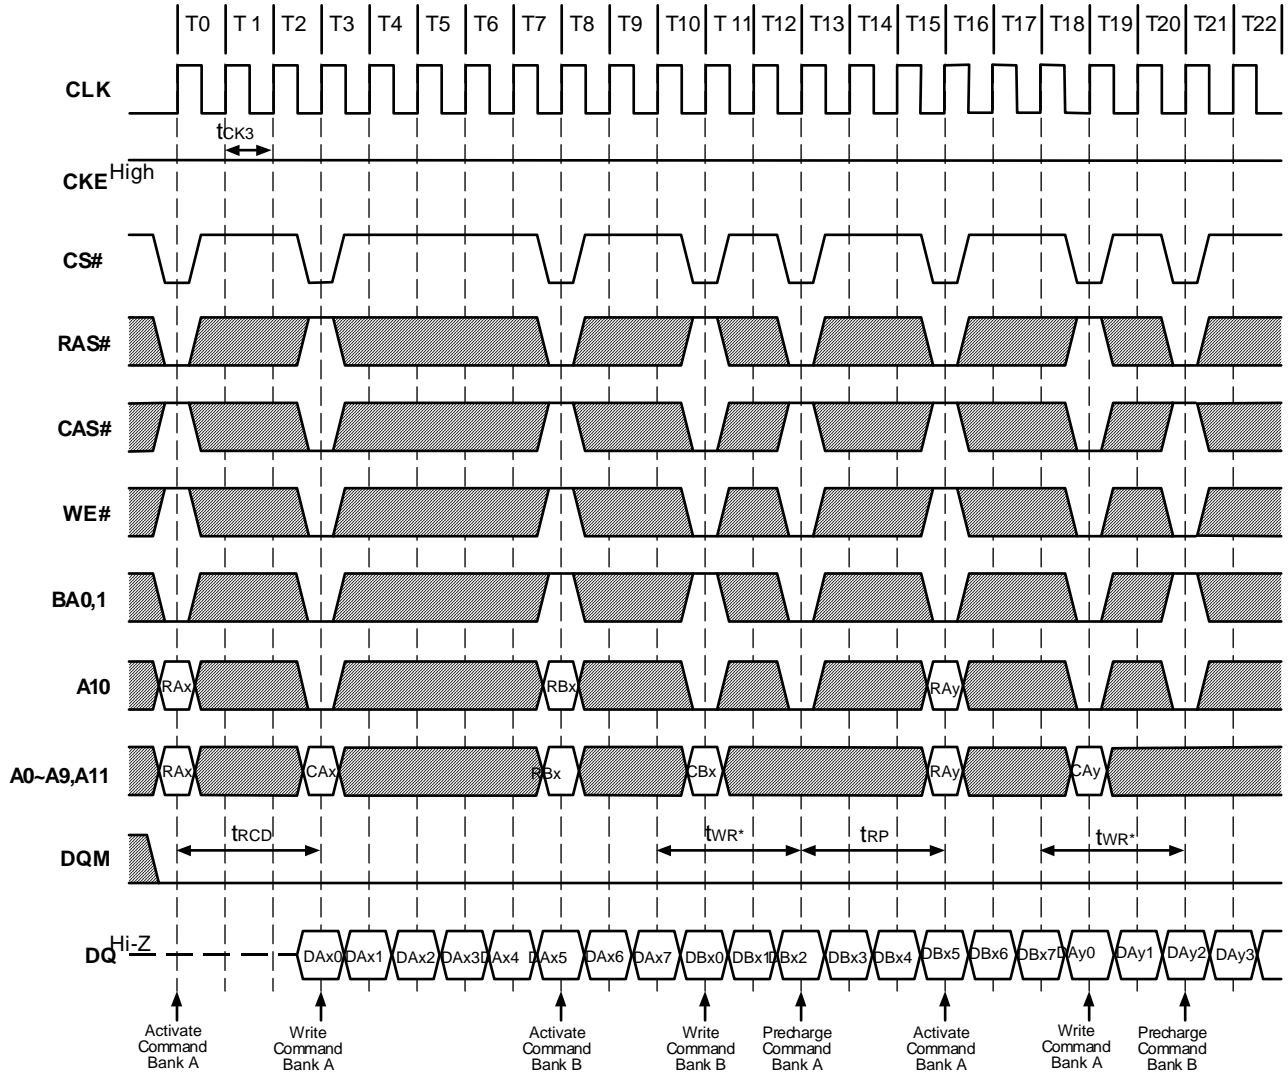 T0 T 1 T2 T3 T4 T5 T6 T7 T8 T9 T10 T 11 T12 T13 T14 T15 T16 T17 T18 T19 T20 T21 T22
CLK
tCK3
High
CKE
CS#
RAS#
CAS#
WE#
BA0,1
A10 RAx RBx RAy
A0~A9,A11 RAx CAx RBx CBx RAy CAy
tRCD tWR* tRP tWR*
DQM
Hi-Z
DQ DAx0 DAx1 DAx2 DAx3 DAx4 DAx5 DAx6 DAx7 DBx0 DBx1 DBx2 DBx3 DBx4 DBx5 DBx6 DBx7 DAy0 DAy1 DAy2 DAy3
Activate Command Bank A
Write Command Bank A
Activate Command Bank B
Write Command Bank B
Precharge Command Bank A
Activate Command Bank A
Write Command Bank A
Precharge Command Bank B